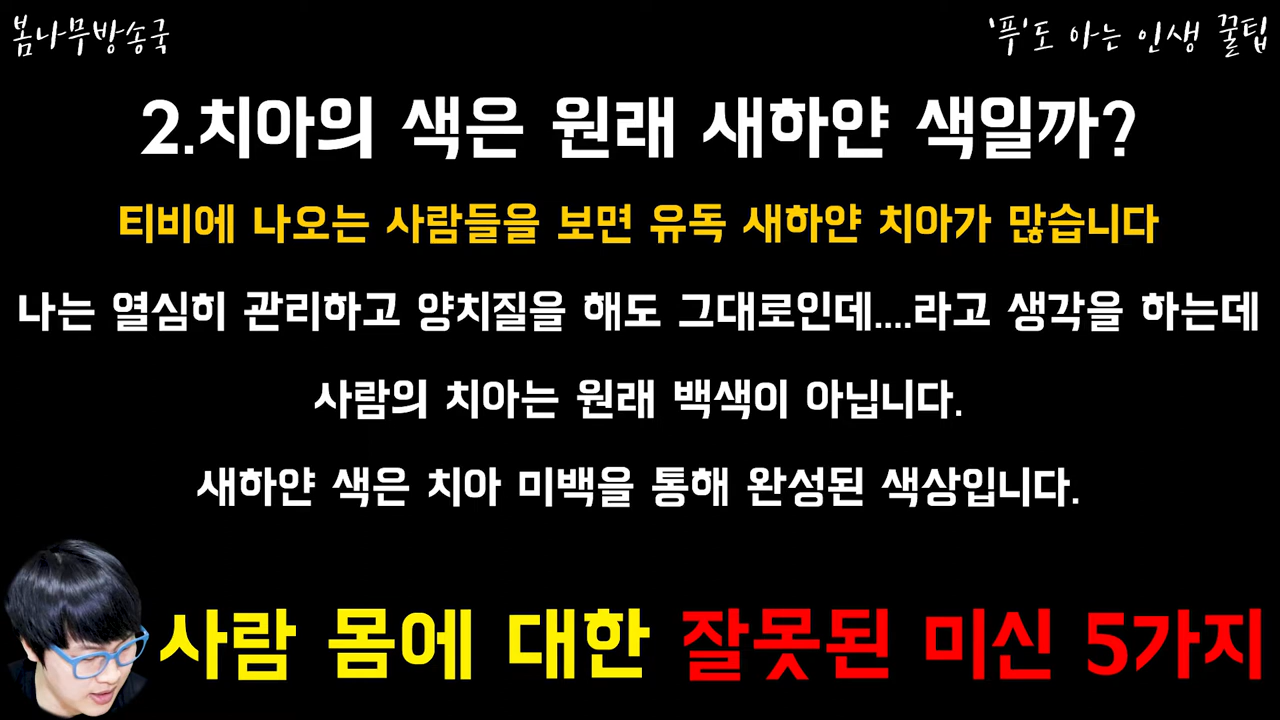 봄나무방송국
'푸'도 아는 인생 꿀팁
2.치아의 색은 원래 새하얀 색일까?
티비에 나오는 사람들을 보면 유독 새하얀 치아가 많습니다
나는 열심히 관리하고 양치질을 해도 그대로인데....라고 생각을 하는데
사람의 치아는 원래 백색이 아닙니다.
새하얀 색은 치아 미백을 통해 완성된 색상입니다.
사람 몸에 대한 잘못된 미신 5가지